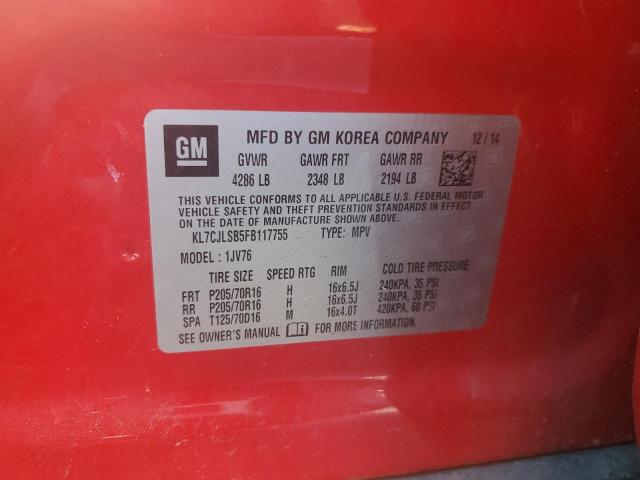 GM MFD BY GM KOREA COMPANY 12 / 14
GVWR GAWR FRT GAWR RR
4286 LB 2348 LB 2194 LB
THIS VEHICLE CONFORMS TO ALL APPLICABLE U.S. FEDERAL MOTOR
VEHICLE SAFETY AND THEFT PREVENTION STANDARDS IN EFFECT
ON THE DATE OF MANUFACTURE SHOWN ABOVE.
KL7CJLSB5FB117755 TYPE: MPV
MODEL : 1JV76
TIRE SIZE SPEED RTG RIM COLD TIRE PRESSURE
FRT P205/70R16 H 16x6.5J 240KPA, 35 PSI
RR P205/70R16 H 16x6.5J 240KPA, 35 PSI
SPA T125/70D16 M 16x4.0T 420KPA, 60 PSI
SEE OWNER'S MANUAL FOR MORE INFORMATION.